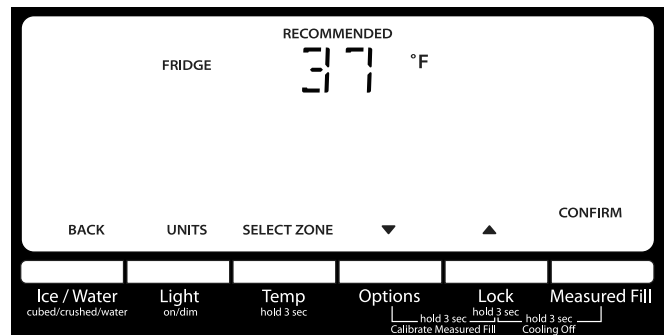 RECOMMENDED
FRIDGE 37 °F
CONFIRM
BACK UNITS SELECT ZONE ▼ ▲
Ice / Water Light Temp Options Lock Measured Fill
cubed/crushed/water on/dim hold 3 sec hold 3 sec
hold 3 sec hold 3 sec
Calibrate Measured Fill Cooling Off